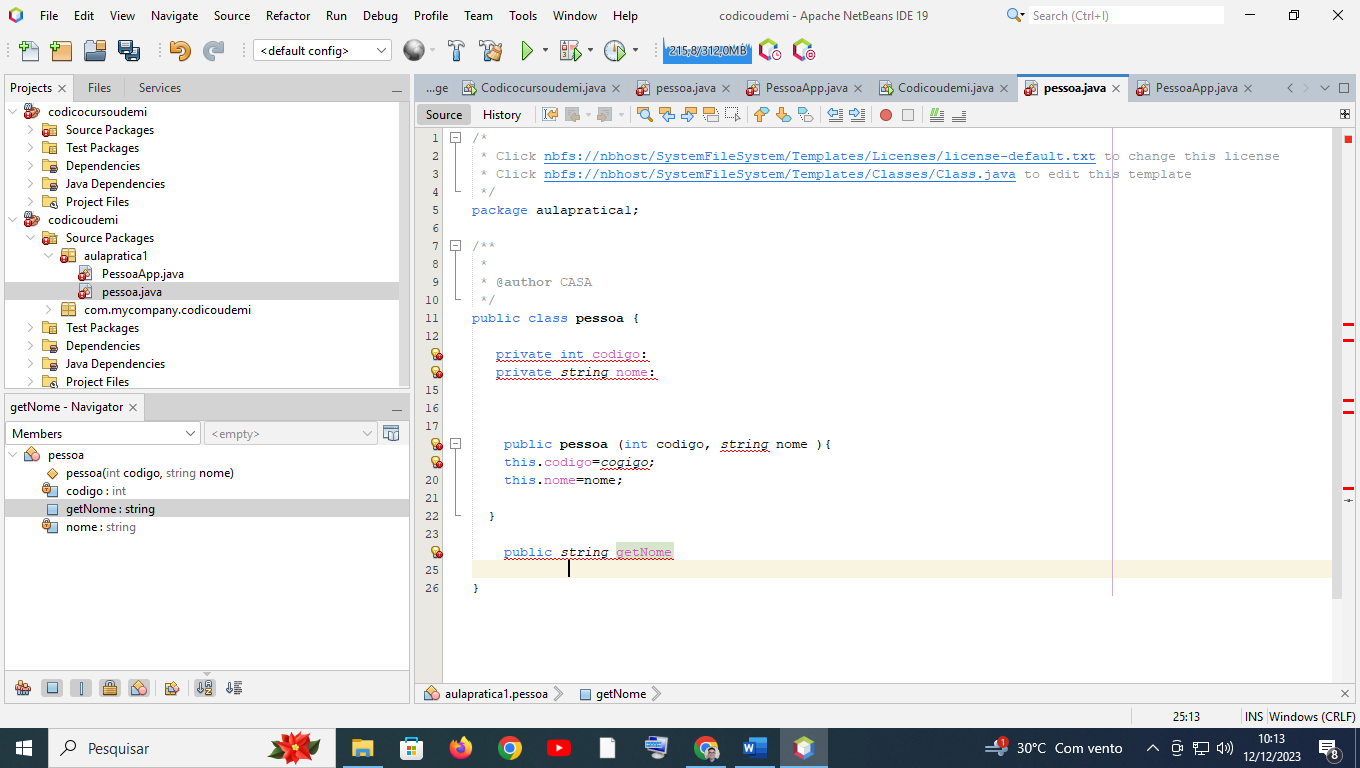 File Edit View Navigate Source Refactor Run Debug Profile Team Tools Window Help
codicoudemi - Apache NetBeans IDE 19
Search (Ctrl+I)
<default config>
215,8/312,0MB
Projects Files Services
codicocursoudemi
Source Packages
Test Packages
Dependencies
Java Dependencies
Project Files
codicoudemi
Source Packages
aulapratica1
PessoaApp.java
pessoa.java
com.mycompany.codicoudemi
Test Packages
Dependencies
Java Dependencies
Project Files
getNome - Navigator
Members
<empty>
pessoa
pessoa(int codigo, string nome)
codigo : int
getNome : string
nome : string
...ge Codicocursoudemi.java pessoa.java PessoaApp.java Codicoudemi.java pessoa.java PessoaApp.java
Source History
1 /*
2 * Click nbfs://nbhost/SystemFileSystem/Templates/Licenses/license-default.txt to change this license
3 * Click nbfs://nbhost/SystemFileSystem/Templates/Classes/Class.java to edit this template
4 */
5 package aulapratica1;
6
7 /**
8 *
9 * @author CASA
10 */
11 public class pessoa {
12
private int codigo:
private string nome:
15
16
17
public pessoa (int codigo, string nome ){
this.codigo=cogigo;
20 this.nome=nome;
21
22 }
23
public string getNome
25
26 }
aulapratica1.pessoa getNome
25:13 INS Windows (CRLF)
Pesquisar
30°C Com vento
10:13
12/12/2023
8